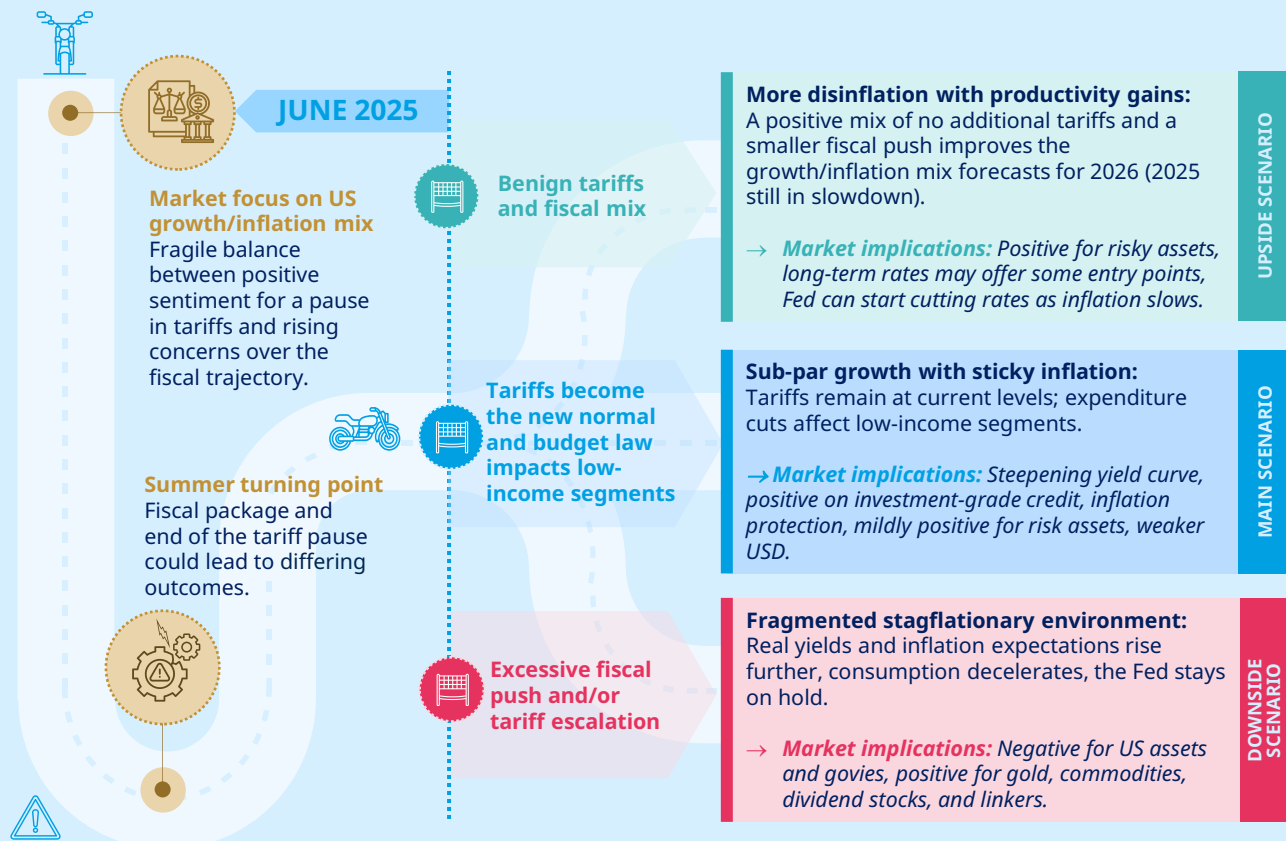 JUNE 2025
Market focus on US
growth/inflation mix
Fragile balance
between positive
sentiment for a pause
in tariffs and rising
concerns over the
fiscal trajectory.
Summer turning point
Fiscal package and
end of the tariff pause
could lead to differing
outcomes.
Benign tariffs
and fiscal mix
More disinflation with productivity gains:
A positive mix of no additional tariffs and a
smaller fiscal push improves the
growth/inflation mix forecasts for 2026 (2025
still in slowdown).
→ Market implications: Positive for risky assets,
long-term rates may offer some entry points,
Fed can start cutting rates as inflation slows.
UPSIDE SCENARIO
Tariffs become
the new normal
and budget law
impacts low-
income segments
Sub-par growth with sticky inflation:
Tariffs remain at current levels; expenditure
cuts affect low-income segments.
→ Market implications: Steepening yield curve,
positive on investment-grade credit, inflation
protection, mildly positive for risk assets, weaker
USD.
MAIN SCENARIO
Excessive fiscal
push and/or
tariff escalation
Fragmented stagflationary environment:
Real yields and inflation expectations rise
further, consumption decelerates, the Fed stays
on hold.
→ Market implications: Negative for US assets
and govies, positive for gold, commodities,
dividend stocks, and linkers.
DOWNSIDE
SCENARIO